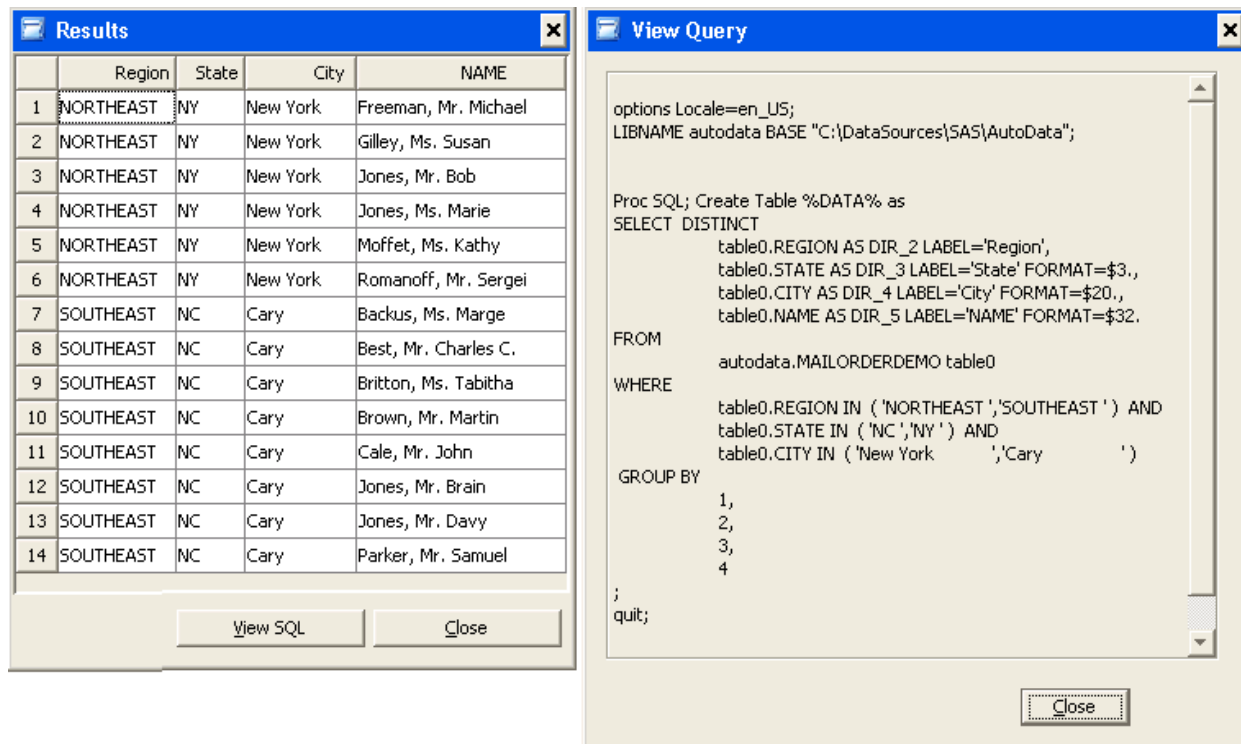 Results
Region State City NAME
1 NORTHEAST NY New York Freeman, Mr. Michael
2 NORTHEAST NY New York Gilley, Ms. Susan
3 NORTHEAST NY New York Jones, Mr. Bob
4 NORTHEAST NY New York Jones, Ms. Marie
5 NORTHEAST NY New York Moffet, Ms. Kathy
6 NORTHEAST NY New York Romanoff, Mr. Sergei
7 SOUTHEAST NC Cary Backus, Ms. Marge
8 SOUTHEAST NC Cary Best, Mr. Charles C.
9 SOUTHEAST NC Cary Britton, Ms. Tabitha
10 SOUTHEAST NC Cary Brown, Mr. Martin
11 SOUTHEAST NC Cary Cale, Mr. John
12 SOUTHEAST NC Cary Jones, Mr. Brain
13 SOUTHEAST NC Cary Jones, Mr. Davy
14 SOUTHEAST NC Cary Parker, Mr. Samuel
View SQL Close
View Query
options Locale=en_US;
LIBNAME autodata BASE "C:\DataSources\SAS\AutoData";
Proc SQL; Create Table %DATA% as
SELECT DISTINCT
table0.REGION AS DIR_2 LABEL='Region',
table0.STATE AS DIR_3 LABEL='State' FORMAT=$3.,
table0.CITY AS DIR_4 LABEL='City' FORMAT=$20.,
table0.NAME AS DIR_5 LABEL='NAME' FORMAT=$32.
FROM
autodata.MAILORDERDEMO table0
WHERE
table0.REGION IN ( 'NORTHEAST ','SOUTHEAST ' ) AND
table0.STATE IN ( 'NC ','NY ' ) AND
table0.CITY IN ( 'New York ','Cary ' )
GROUP BY
1,
2,
3,
4
;
quit;
Close